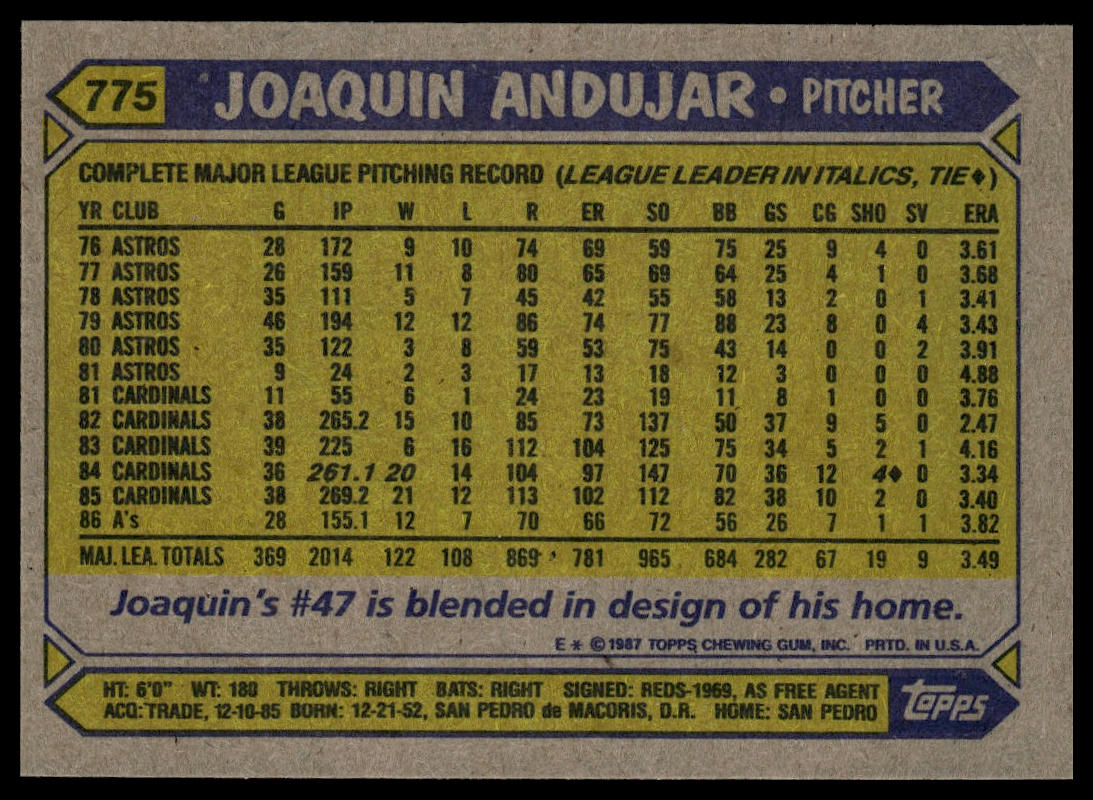 775 JOAQUIN ANDUJAR • PITCHER
COMPLETE MAJOR LEAGUE PITCHING RECORD (LEAGUE LEADER IN ITALICS, TIE♦)
YR CLUB G IP W L R ER SO BB GS CG SHO SV ERA
76 ASTROS 28 172 9 10 74 69 59 75 25 9 4 0 3.61
77 ASTROS 26 159 11 8 80 65 69 64 25 4 1 0 3.68
78 ASTROS 35 111 5 7 45 42 55 58 13 2 0 1 3.41
79 ASTROS 46 194 12 12 86 74 77 88 23 8 0 4 3.43
80 ASTROS 35 122 3 8 59 53 75 43 14 0 0 2 3.91
81 ASTROS 9 24 2 3 17 13 18 12 3 0 0 0 4.88
81 CARDINALS 11 55 6 1 24 23 19 11 8 1 0 0 3.76
82 CARDINALS 38 265.2 15 10 85 73 137 50 37 9 5 0 2.47
83 CARDINALS 39 225 6 16 112 104 125 75 34 5 2 1 4.16
84 CARDINALS 36 261.1 20 14 104 97 147 70 36 12 4♦ 0 3.34
85 CARDINALS 38 269.2 21 12 113 102 112 82 38 10 2 0 3.40
86 A's 28 155.1 12 7 70 66 72 56 26 7 1 1 3.82
MAJ. LEA. TOTALS 369 2014 122 108 869 781 965 684 282 67 19 9 3.49
Joaquin's #47 is blended in design of his home.
E * © 1987 TOPPS CHEWING GUM, INC. PRTD. IN U.S.A.
HT: 6'0" WT: 180 THROWS: RIGHT BATS: RIGHT SIGNED: REDS-1969, AS FREE AGENT
ACQ: TRADE, 12-10-85 BORN: 12-21-52, SAN PEDRO de MACORIS, D.R. HOME: SAN PEDRO
topps